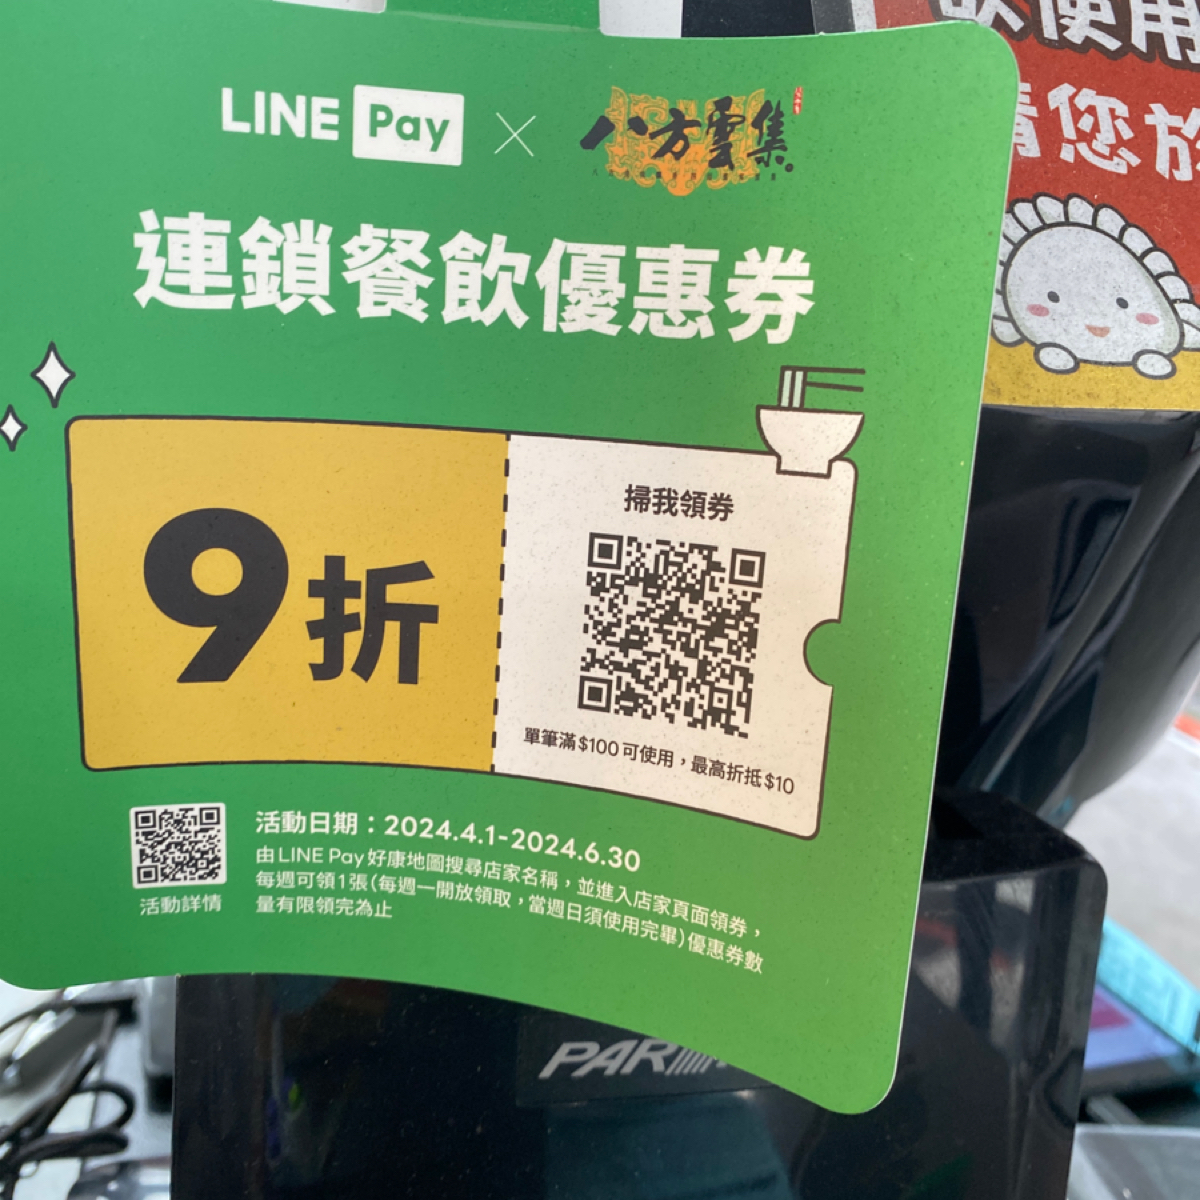 使用
請您於
LINE Pay × 八方雲集
連鎖餐飲優惠券
9折
掃我領券
單筆滿$100可使用，最高折抵$10
活動日期：2024.4.1-2024.6.30
由LINE Pay好康地圖搜尋店家名稱，並進入店家頁面領券，
每週可領1張(每週一開放領取，當週日須使用完畢)優惠券數
量有限領完為止
活動詳情
PAR